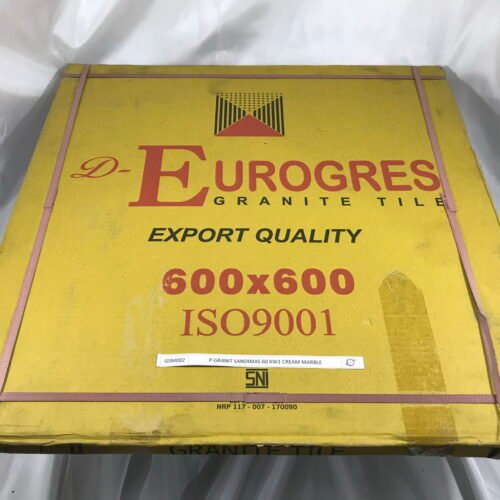 D-EUROGRES
GRANITE TILE
EXPORT QUALITY
600x600
ISO9001
GSM002 P-GRANIT SANDIMAS 60 KW1 CREAM MARBLE
SNI
NRP 117 - 007 - 170090
GRANITE TILE